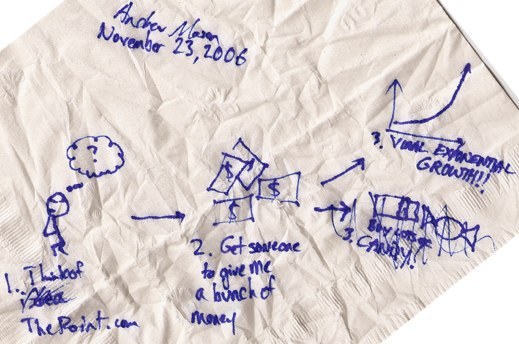 Andrew Mason
November 23, 2006
?
$
$
$
1. Think of
idea
ThePoint.com
2. Get someone
to give me
a bunch of
money
3. VIRAL EXPONENTIAL
GROWTH!!
BUY LOTS OF
3. CANDY!